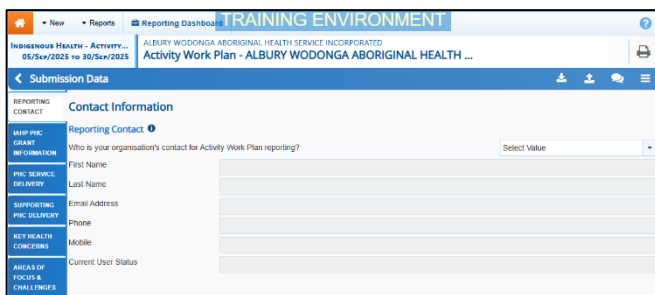 New Reports Reporting Dashboard TRAINING ENVIRONMENT
INDIGENOUS HEALTH - ACTIVITY...
05/SEP/2025 TO 30/SEP/2025
ALBURY WODONGA ABORIGINAL HEALTH SERVICE INCORPORATED
Activity Work Plan - ALBURY WODONGA ABORIGINAL HEALTH ...
Submission Data
REPORTING
CONTACT
IAHP PHC
GRANT
INFORMATION
PHC SERVICE
DELIVERY
SUPPORTING
PHC DELIVERY
KEY HEALTH
CONCERNS
AREAS OF
FOCUS &
CHALLENGES
Contact Information
Reporting Contact
Who is your organisation's contact for Activity Work Plan reporting? Select Value
First Name
Last Name
Email Address
Phone
Mobile
Current User Status